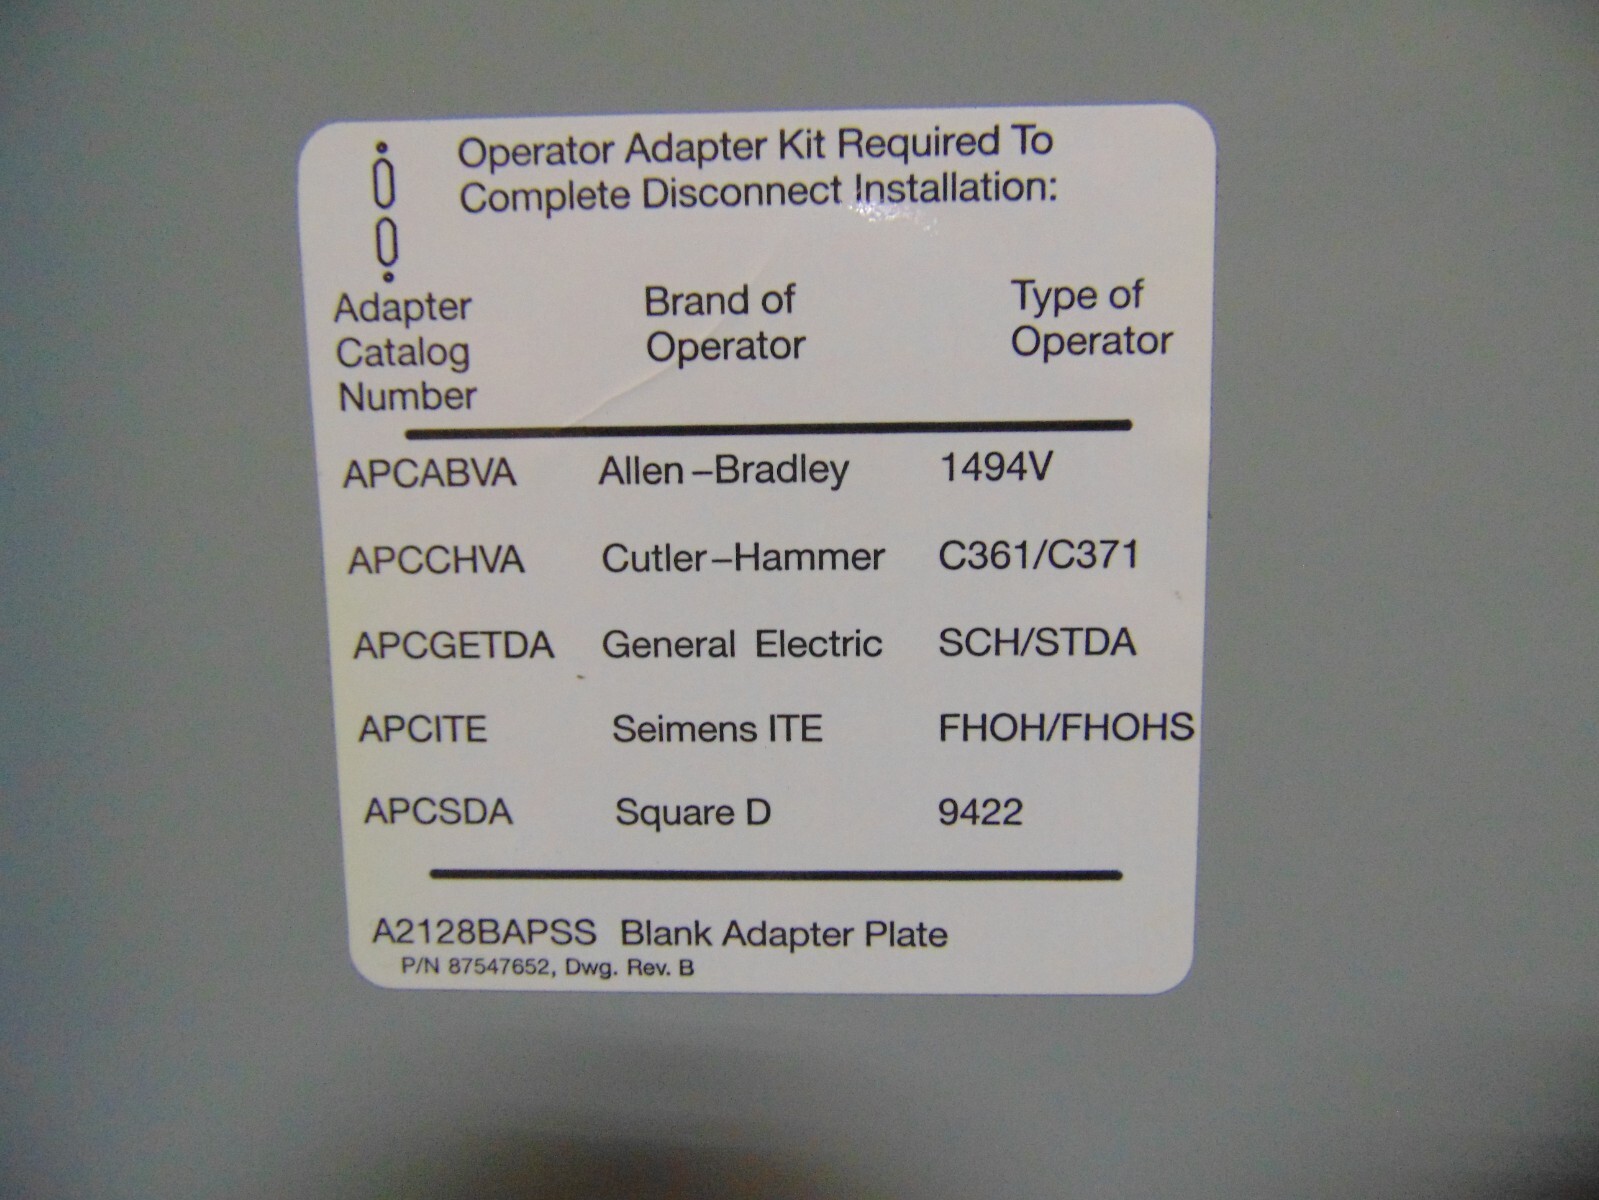 Operator Adapter Kit Required To
Complete Disconnect Installation:
Adapter Catalog Number Brand of Operator Type of Operator
APCABVA Allen–Bradley 1494V
APCCHVA Cutler–Hammer C361/C371
APCGETDA General Electric SCH/STDA
APCITE Seimens ITE FHOH/FHOHS
APCSDA Square D 9422
A2128BAPSS Blank Adapter Plate
P/N 87547652, Dwg. Rev. B